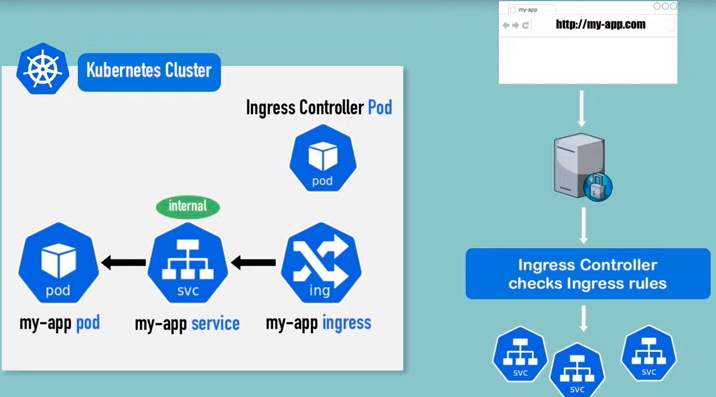 my-app
http://my-app.com
Kubernetes Cluster
Ingress Controller Pod
pod
internal
pod
svc
ing
my-app pod
my-app service
my-app ingress
Ingress Controller
checks Ingress rules
svc
svc
svc